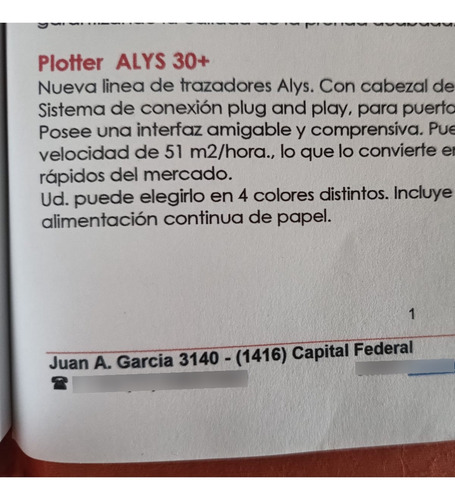 Plotter ALYS 30+
Nueva linea de trazadores Alys. Con cabezal de
Sistema de conexión plug and play, para puerto
Posee una interfaz amigable y comprensiva. Pue
velocidad de 51 m2/hora., lo que lo convierte en
rápidos del mercado.
Ud. puede elegirlo en 4 colores distintos. Incluye
alimentación continua de papel.
1
Juan A. Garcia 3140 - (1416) Capital Federal
☎